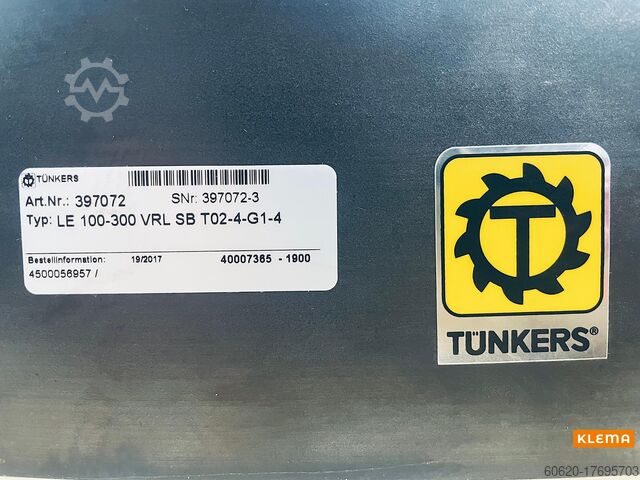 TÜNKERS
Art.Nr.: 397072 SNr: 397072-3
Typ: LE 100-300 VRL SB T02-4-G1-4
Bestellinformation: 19/2017 40007365 - 1900
4500056957 /
T
TÜNKERS®
KLEMA
60620-17695703